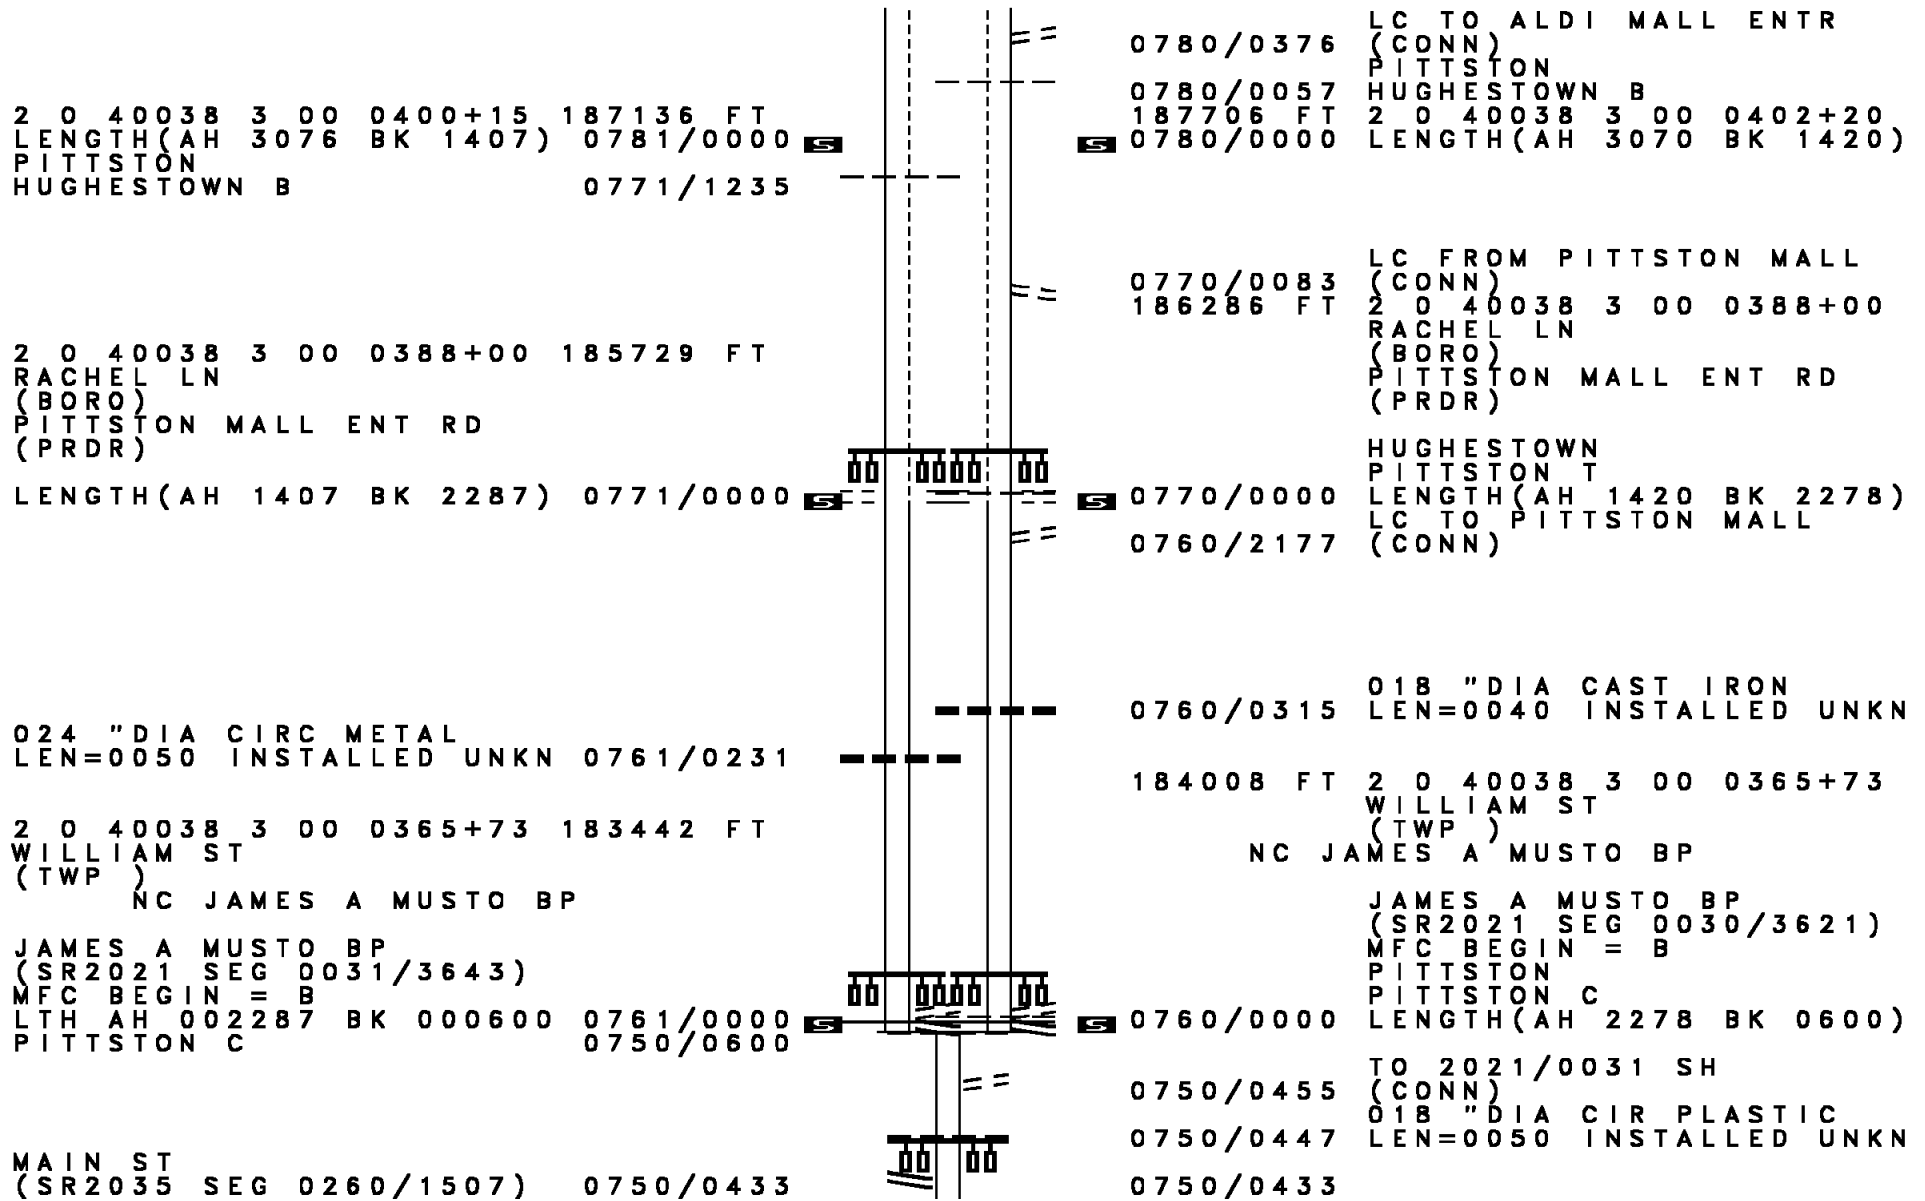 2 0 40038 3 00 0400+15 187136 FT
LENGTH(AH 3076 BK 1407) 0781/0000 S
PITTSTON
HUGHESTOWN B 0771/1235
2 0 40038 3 00 0388+00 185729 FT
RACHEL LN
(BORO)
PITTSTON MALL ENT RD
(PRDR)
LENGTH(AH 1407 BK 2287) 0771/0000 S
024 "DIA CIRC METAL
LEN=0050 INSTALLED UNKN 0761/0231
2 0 40038 3 00 0365+73 183442 FT
WILLIAM ST
(TWP )
NC JAMES A MUSTO BP
JAMES A MUSTO BP
(SR2021 SEG 0031/3643)
MFC BEGIN = B
LTH AH 002287 BK 000600 0761/0000 S
PITTSTON C 0750/0600
MAIN ST
(SR2035 SEG 0260/1507) 0750/0433
LC TO ALDI MALL ENTR
0780/0376 (CONN)
PITTSTON
0780/0057 HUGHESTOWN B
187706 FT 2 0 40038 3 00 0402+20
S 0780/0000 LENGTH(AH 3070 BK 1420)
LC FROM PITTSTON MALL
0770/0083 (CONN)
186286 FT 2 0 40038 3 00 0388+00
RACHEL LN
(BORO)
PITTSTON MALL ENT RD
(PRDR)
HUGHESTOWN
PITTSTON T
S 0770/0000 LENGTH(AH 1420 BK 2278)
LC TO PITTSTON MALL
0760/2177 (CONN)
018 "DIA CAST IRON
0760/0315 LEN=0040 INSTALLED UNKN
184008 FT 2 0 40038 3 00 0365+73
WILLIAM ST
(TWP )
NC JAMES A MUSTO BP
JAMES A MUSTO BP
(SR2021 SEG 0030/3621)
MFC BEGIN = B
PITTSTON
PITTSTON C
S 0760/0000 LENGTH(AH 2278 BK 0600)
TO 2021/0031 SH
0750/0455 (CONN)
018 "DIA CIR PLASTIC
0750/0447 LEN=0050 INSTALLED UNKN
0750/0433